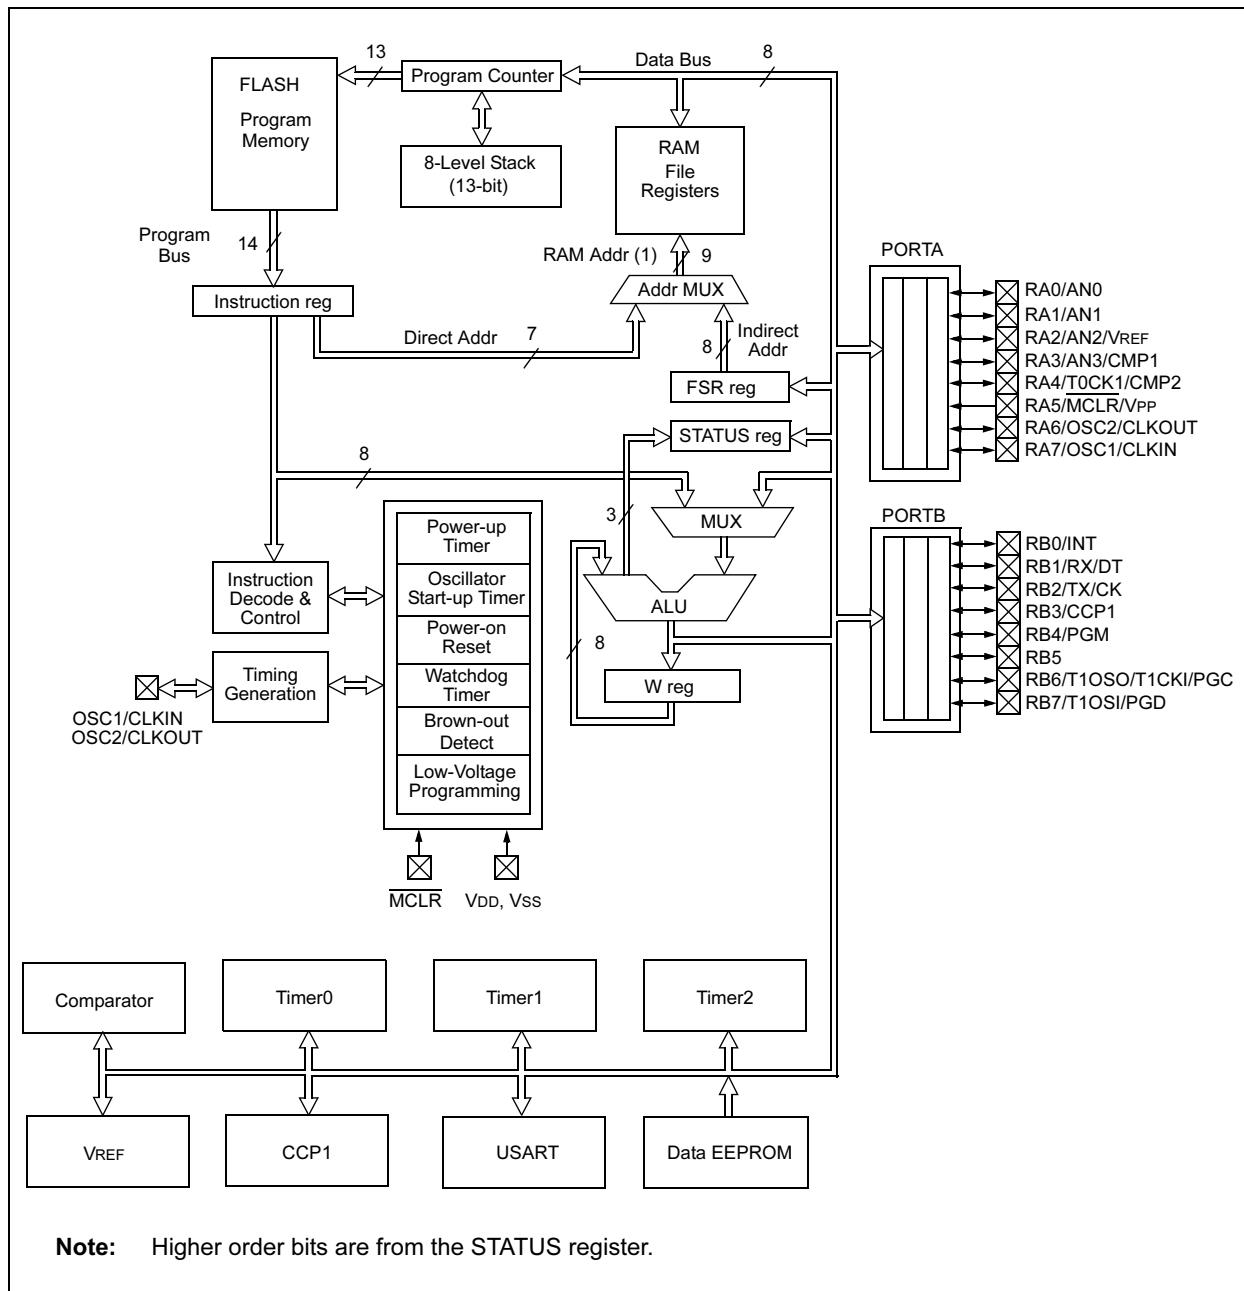 13
Data Bus
8
FLASH
Program
Memory
Program Counter
8-Level Stack
(13-bit)
RAM
File
Registers
Program
Bus
14
RAM Addr (1)
9
Instruction reg
Addr MUX
Direct Addr
7
8
Indirect
Addr
FSR reg
STATUS reg
8
3
MUX
ALU
8
W reg
Power-up
Timer
Oscillator
Start-up Timer
Power-on
Reset
Watchdog
Timer
Brown-out
Detect
Low-Voltage
Programming
Instruction
Decode &
Control
Timing
Generation
OSC1/CLKIN
OSC2/CLKOUT
MCLR
VDD, VSS
PORTA
RA0/AN0
RA1/AN1
RA2/AN2/VREF
RA3/AN3/CMP1
RA4/T0CK1/CMP2
RA5/MCLR/VPP
RA6/OSC2/CLKOUT
RA7/OSC1/CLKIN
PORTB
RB0/INT
RB1/RX/DT
RB2/TX/CK
RB3/CCP1
RB4/PGM
RB5
RB6/T1OSO/T1CKI/PGC
RB7/T1OSI/PGD
Comparator
Timer0
Timer1
Timer2
VREF
CCP1
USART
Data EEPROM
Note: Higher order bits are from the STATUS register.